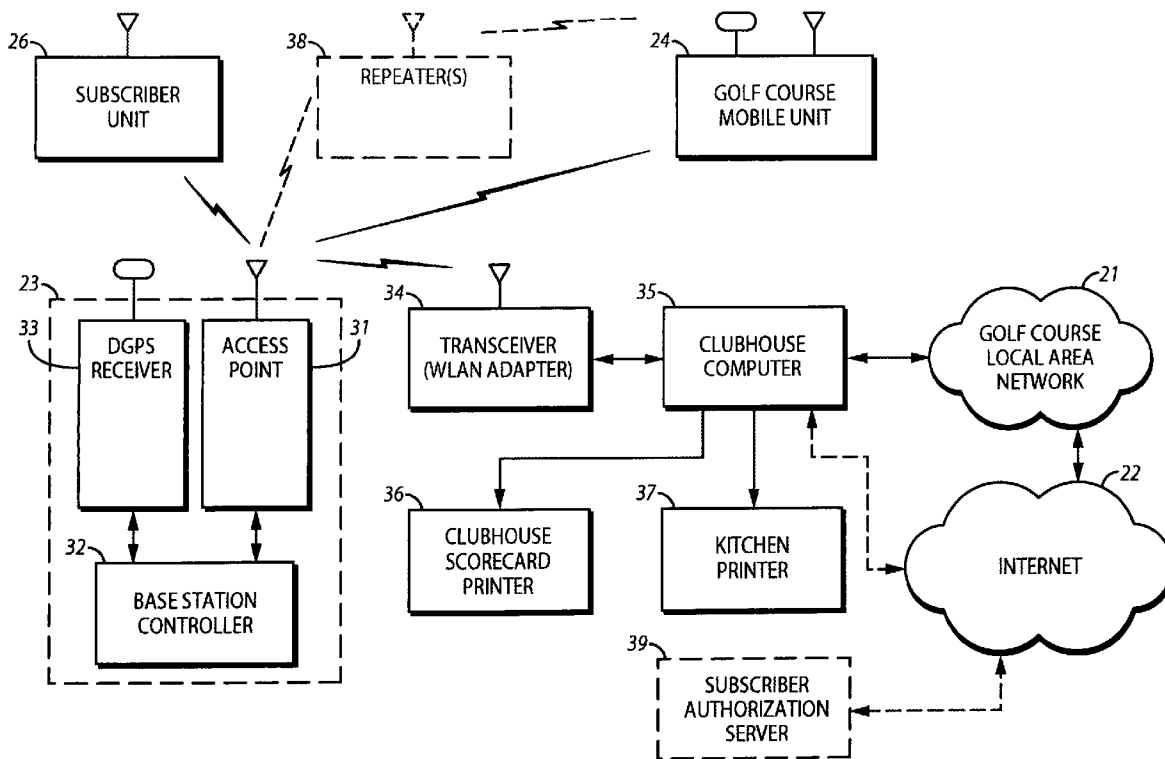 26
SUBSCRIBER
UNIT
38
REPEATER(S)
24
GOLF COURSE
MOBILE UNIT
23
33
DGPS
RECEIVER
ACCESS
POINT
31
32
BASE STATION
CONTROLLER
34
TRANSCEIVER
(WLAN ADAPTER)
35
CLUBHOUSE
COMPUTER
21
GOLF COURSE
LOCAL AREA
NETWORK
36
CLUBHOUSE
SCORECARD
PRINTER
37
KITCHEN
PRINTER
22
INTERNET
39
SUBSCRIBER
AUTHORIZATION
SERVER